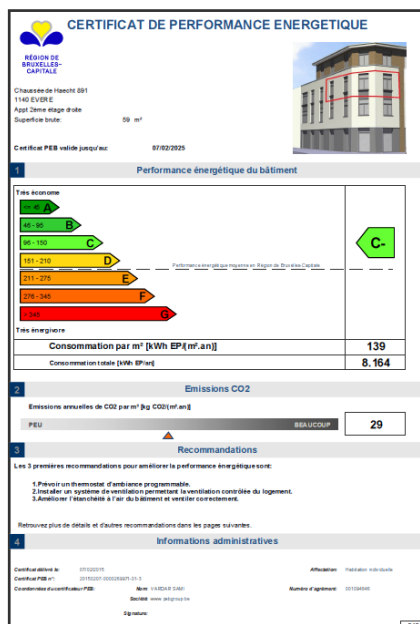 CERTIFICAT DE PERFORMANCE ENERGETIQUE
RÉGION DE
BRUXELLES-
CAPITALE
Chaussée de Haecht 891
1140 EVERE
Appt 2ème étage droite
Superficie brute: 59 m²
Certificat PEB valide jusqu'au: 07/02/2025
1 Performance énergétique du bâtiment
Très économe
A
46 - 95 B
96 - 150 C
151 - 210 D
Performance énergétique moyenne en Région de Bruxelles-Capitale
211 - 275 E
276 - 345 F
> 345 G
C-
Très énergivore
Consommation par m² [kWh EP/(m².an)] 139
Consommation totale [kWh EP/an] 8.164
2 Emissions CO2
Emissions annuelles de CO2 par m² [kg CO2/(m².an)]
PEU BEAUCOUP 29
3 Recommandations
Les 3 premières recommandations pour améliorer la performance énergétique sont:
1.Prévoir un thermostat d'ambiance programmable.
2.Installer un système de ventilation permettant la ventilation contrôlée du logement.
3.Améliorer l'étanchéité à l'air du bâtiment et ventiler correctement.
Retrouvez plus de détails et d'autres recommandations dans les pages suivantes.
4 Informations administratives
Certificat délivré le: Affectation: Habitation individuelle
Certificat PEB n°:
Coordonnées du certificateur PEB: Nom: VARDAR SAMI Numéro d'agrément:
Société:
Signature: